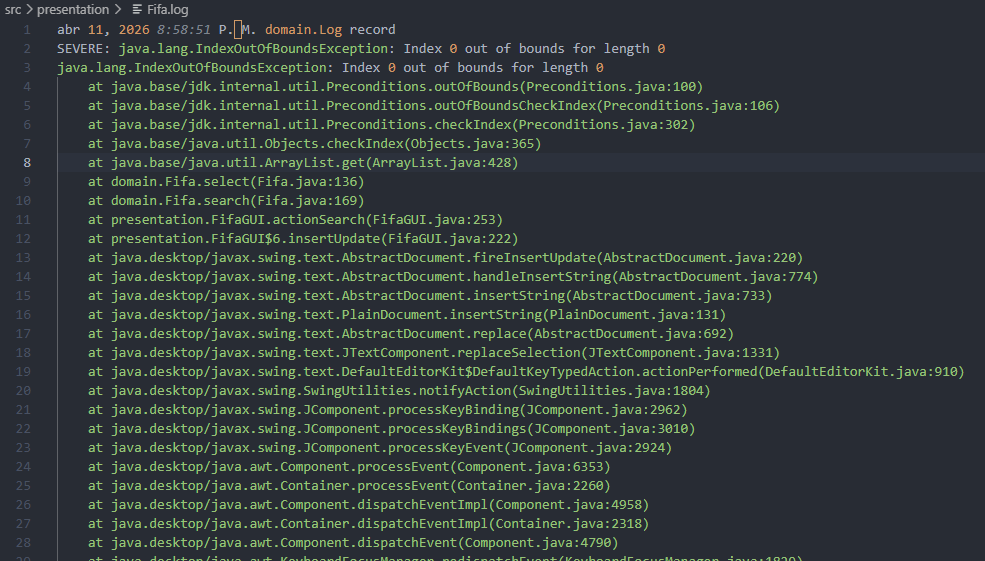 src > presentation > Fifa.log
1 abr 11, 2026 8:58:51 P. M. domain.Log record
2 SEVERE: java.lang.IndexOutOfBoundsException: Index 0 out of bounds for length 0
3 java.lang.IndexOutOfBoundsException: Index 0 out of bounds for length 0
4 at java.base/jdk.internal.util.Preconditions.outOfBounds(Preconditions.java:100)
5 at java.base/jdk.internal.util.Preconditions.outOfBoundsCheckIndex(Preconditions.java:106)
6 at java.base/jdk.internal.util.Preconditions.checkIndex(Preconditions.java:302)
7 at java.base/java.util.Objects.checkIndex(Objects.java:365)
8 at java.base/java.util.ArrayList.get(ArrayList.java:428)
9 at domain.Fifa.select(Fifa.java:136)
10 at domain.Fifa.search(Fifa.java:169)
11 at presentation.FifaGUI.actionSearch(FifaGUI.java:253)
12 at presentation.FifaGUI$6.insertUpdate(FifaGUI.java:222)
13 at java.desktop/javax.swing.text.AbstractDocument.fireInsertUpdate(AbstractDocument.java:220)
14 at java.desktop/javax.swing.text.AbstractDocument.handleInsertString(AbstractDocument.java:774)
15 at java.desktop/javax.swing.text.AbstractDocument.insertString(AbstractDocument.java:733)
16 at java.desktop/javax.swing.text.PlainDocument.insertString(PlainDocument.java:131)
17 at java.desktop/javax.swing.text.AbstractDocument.replace(AbstractDocument.java:692)
18 at java.desktop/javax.swing.text.JTextComponent.replaceSelection(JTextComponent.java:1331)
19 at java.desktop/javax.swing.text.DefaultEditorKit$DefaultKeyTypedAction.actionPerformed(DefaultEditorKit.java:910)
20 at java.desktop/javax.swing.SwingUtilities.notifyAction(SwingUtilities.java:1804)
21 at java.desktop/javax.swing.JComponent.processKeyBinding(JComponent.java:2962)
22 at java.desktop/javax.swing.JComponent.processKeyBindings(JComponent.java:3010)
23 at java.desktop/javax.swing.JComponent.processKeyEvent(JComponent.java:2924)
24 at java.desktop/java.awt.Component.processEvent(Component.java:6353)
25 at java.desktop/java.awt.Container.processEvent(Container.java:2260)
26 at java.desktop/java.awt.Component.dispatchEventImpl(Component.java:4958)
27 at java.desktop/java.awt.Container.dispatchEventImpl(Container.java:2318)
28 at java.desktop/java.awt.Component.dispatchEvent(Component.java:4790)
29 at java.desktop/java.awt.KeyboardFocusManager.redispatchEvent(KeyboardFocusManager.java:1829)